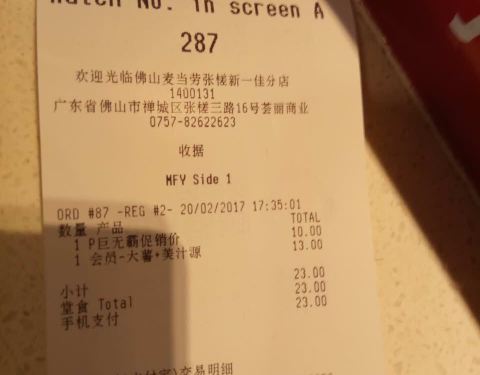 Match No. in screen A
287
欢迎光临佛山麦当劳张槎新一佳分店
1400131
广东省佛山市禅城区张槎三路16号荟丽商业
0757-82622623
收据
MFY Side 1
ORD #87 -REG #2- 20/02/2017 17:35:01
数量 产品 TOTAL
1 P巨无霸促销价 10.00
1 会员-大薯+美汁源 13.00
小计 23.00
堂食 Total 23.00
手机支付 23.00
交易明细